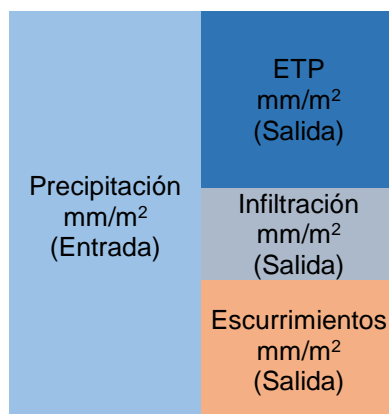 Precipitación
mm/m²
(Entrada)
ETP
mm/m²
(Salida)
Infiltración
mm/m²
(Salida)
Escurrimientos
mm/m²
(Salida)